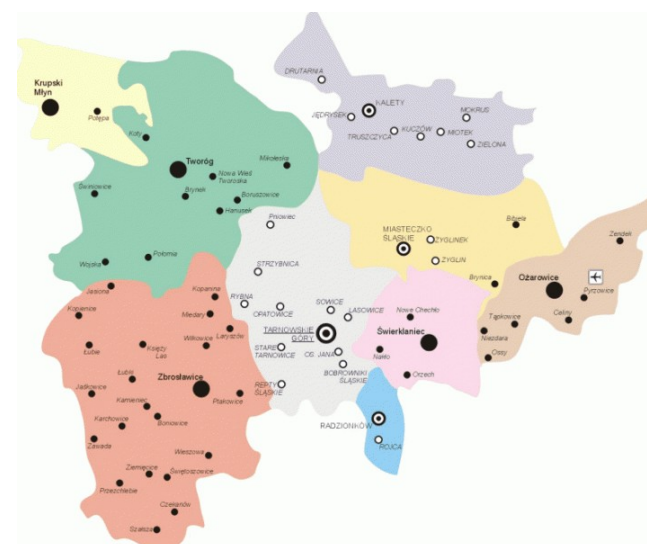 DRUTARNIA
Krupski
Młyn
KALETY
JĘDRYSEK
MOKRUS
Potępa
TRUSZCZYCA
KUCZÓW
MIOTEK
ZIELONA
Koty
Tworóg
Mikołeska
Nowa Wieś
Tworoska
Świniowice
Brynek
Boruszowice
Hanusek
Pniowiec
Bibiela
MIASTECZKO
ŚLĄSKIE
ŻYGLINEK
Zendek
Połomia
Wojska
STRZYBNICA
ŻYGLIN
Ożarowice
Brynica
Pyrzowice
Jasiona
Kopanina
RYBNA
OPATOWICE
SOWICE
LASOWICE
Nowe Chechło
Tąpkowice
Celiny
Kopienice
Miedary
TARNOWSKIE
GÓRY
Świerklaniec
Niezdara
Łubie
Księży
Las
Wilkowice
Laryszów
STARE
TARNOWICE
OS. JANA
Nakło
Ossy
Łubki
Zbrosławice
BOBROWNIKI
ŚLĄSKIE
Orzech
Jaśkowice
Kamieniec
Ptakowice
REPTY
ŚLĄSKIE
Karchowice
Boniowice
RADZIONKÓW
Zawada
ROJCA
Wieszowa
Ziemięcice
Świętoszowice
Przezchlebie
Czekanów
Szałsza